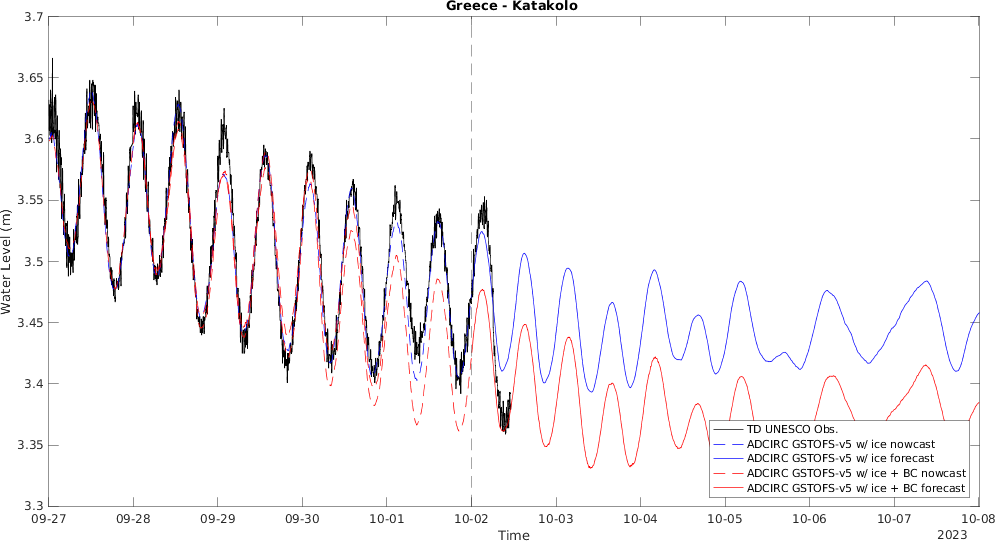 Greece - Katakolo
3.7
3.65
3.6
3.55
3.5
3.45
3.4
3.35
3.3
Water Level (m)
TD UNESCO Obs.
ADCIRC GSTOFS-v5 w/ ice nowcast
ADCIRC GSTOFS-v5 w/ ice forecast
ADCIRC GSTOFS-v5 w/ ice + BC nowcast
ADCIRC GSTOFS-v5 w/ ice + BC forecast
09-27 09-28 09-29 09-30 10-01 10-02 10-03 10-04 10-05 10-06 10-07 10-08
Time
2023